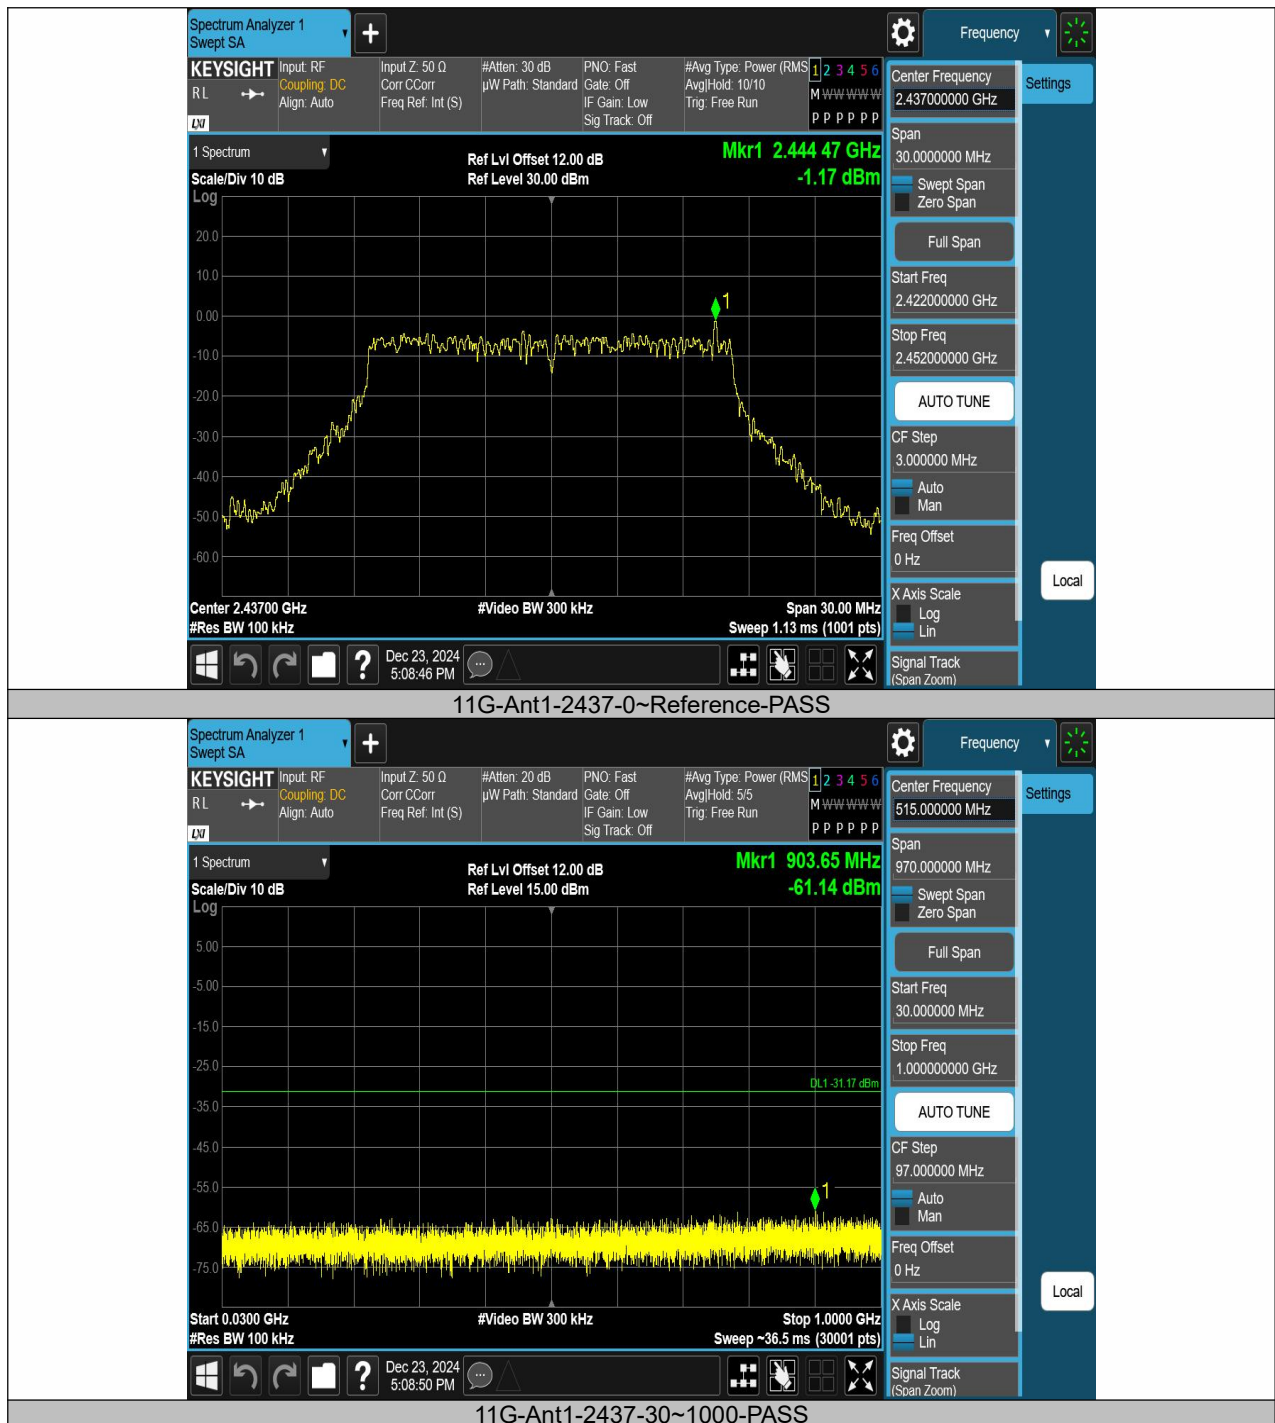 Spectrum Analyzer 1
Swept SA
Frequency
KEYSIGHT
RL
LXI
Input: RF
Coupling: DC
Align: Auto
Input Z: 50 Ω
Corr CCorr
Freq Ref: Int (S)
#Atten: 30 dB
µW Path: Standard
PNO: Fast
Gate: Off
IF Gain: Low
Sig Track: Off
#Avg Type: Power (RMS
Avg|Hold: 10/10
Trig: Free Run
1 2 3 4 5 6
M W W W W W
P P P P P P
Center Frequency
2.437000000 GHz
Settings
Span
30.0000000 MHz
Swept Span
Zero Span
Full Span
Start Freq
2.422000000 GHz
Stop Freq
2.452000000 GHz
AUTO TUNE
CF Step
3.000000 MHz
Auto
Man
Freq Offset
0 Hz
Local
X Axis Scale
Log
Lin
Signal Track
(Span Zoom)
1 Spectrum
Scale/Div 10 dB
Log
Ref Lvl Offset 12.00 dB
Ref Level 30.00 dBm
Mkr1 2.444 47 GHz
-1.17 dBm
20.0
10.0
0.00
-10.0
-20.0
-30.0
-40.0
-50.0
-60.0
1
Center 2.43700 GHz
#Res BW 100 kHz
#Video BW 300 kHz
Span 30.00 MHz
Sweep 1.13 ms (1001 pts)
?
Dec 23, 2024
5:08:46 PM
11G-Ant1-2437-0~Reference-PASS
Spectrum Analyzer 1
Swept SA
Frequency
KEYSIGHT
RL
LXI
Input: RF
Coupling: DC
Align: Auto
Input Z: 50 Ω
Corr CCorr
Freq Ref: Int (S)
#Atten: 20 dB
µW Path: Standard
PNO: Fast
Gate: Off
IF Gain: Low
Sig Track: Off
#Avg Type: Power (RMS
Avg|Hold: 5/5
Trig: Free Run
1 2 3 4 5 6
M W W W W W
P P P P P P
Center Frequency
515.000000 MHz
Settings
Span
970.000000 MHz
Swept Span
Zero Span
Full Span
Start Freq
30.000000 MHz
Stop Freq
1.000000000 GHz
AUTO TUNE
CF Step
97.000000 MHz
Auto
Man
Freq Offset
0 Hz
Local
X Axis Scale
Log
Lin
Signal Track
(Span Zoom)
1 Spectrum
Scale/Div 10 dB
Log
Ref Lvl Offset 12.00 dB
Ref Level 15.00 dBm
Mkr1 903.65 MHz
-61.14 dBm
5.00
-5.00
-15.0
-25.0
-35.0
-45.0
-55.0
-65.0
-75.0
DL1 -31.17 dBm
1
Start 0.0300 GHz
#Res BW 100 kHz
#Video BW 300 kHz
Stop 1.0000 GHz
Sweep ~36.5 ms (30001 pts)
?
Dec 23, 2024
5:08:50 PM
11G-Ant1-2437-30~1000-PASS